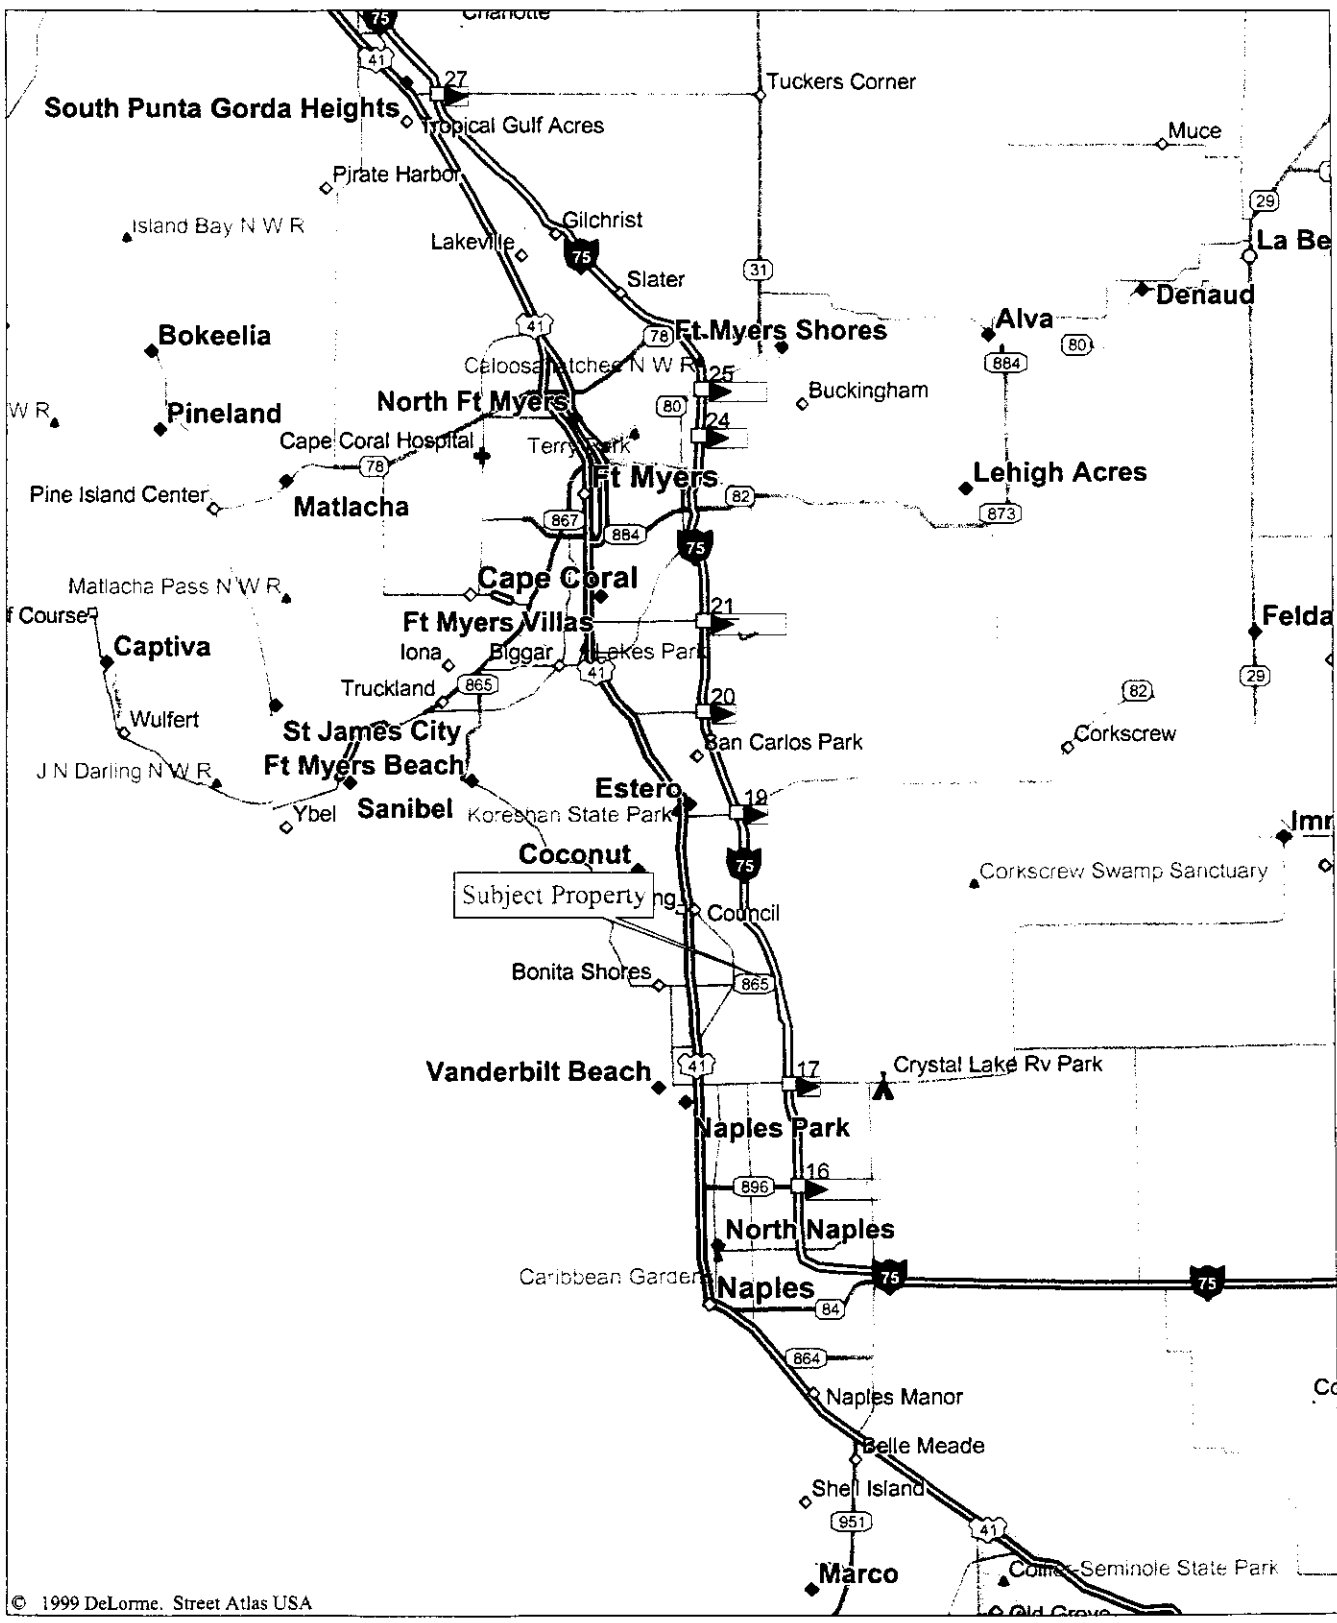 Charlotte
75
41
27
Tuckers Corner
South Punta Gorda Heights
Tropical Gulf Acres
Muce
Pirate Harbor
29
Island Bay N W R
Gilchrist
Lakeville
La Be
75
31
Slater
Denaud
41
Bokeelia
78
Ft Myers Shores
Alva
80
Caloosahatchee N W R
884
25
Buckingham
North Ft Myers
80
W R
Pineland
24
Cape Coral Hospital
Terry Park
78
Ft Myers
Lehigh Acres
Pine Island Center
82
Matlacha
867
873
884
75
Cape Coral
Matlacha Pass N W R
21
f Course
Ft Myers Villas
Felda
Captiva
Iona
Biggar
Lakes Park
41
29
865
Truckland
82
20
Wulfert
St James City
San Carlos Park
Corkscrew
J N Darling N W R
Ft Myers Beach
Estero
19
Ybel
Sanibel
Koreshan State Park
Imr
Coconut
75
Corkscrew Swamp Sanctuary
Subject Property
ng
Council
Bonita Shores
865
41
Vanderbilt Beach
17
Crystal Lake Rv Park
Naples Park
16
896
North Naples
Caribbean Gardens
75
75
Naples
84
864
Naples Manor
Co
Belle Meade
Shell Island
951
41
Marco
Collier-Seminole State Park
© 1999 DeLorme. Street Atlas USA
Old Grove